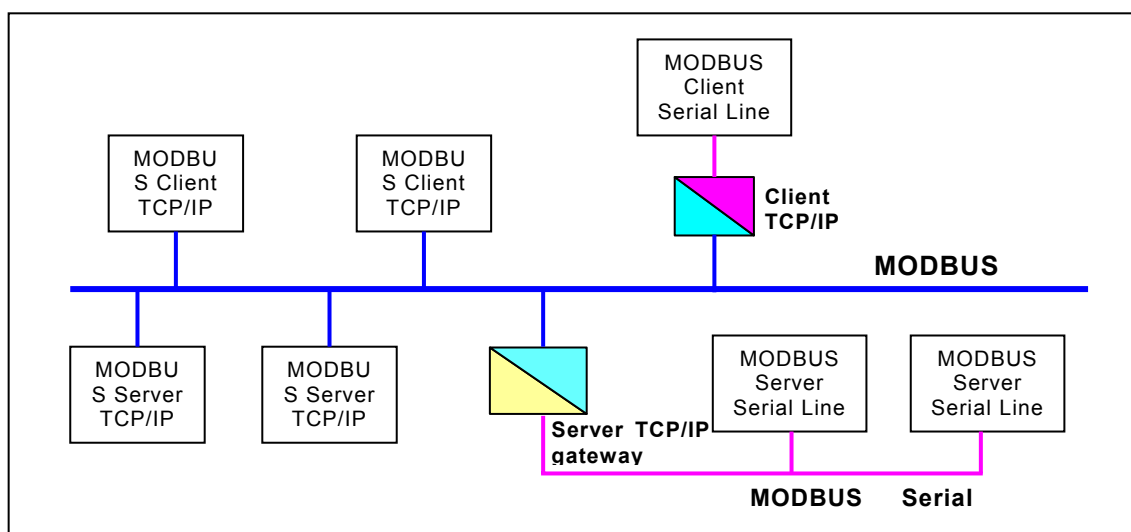 MODBUS
Client
Serial Line
MODBU
S Client
TCP/IP
MODBU
S Client
TCP/IP
Client
TCP/IP
MODBUS
MODBU
S Server
TCP/IP
MODBU
S Server
TCP/IP
MODBUS
Server
Serial Line
MODBUS
Server
Serial Line
Server TCP/IP
gateway
MODBUS Serial